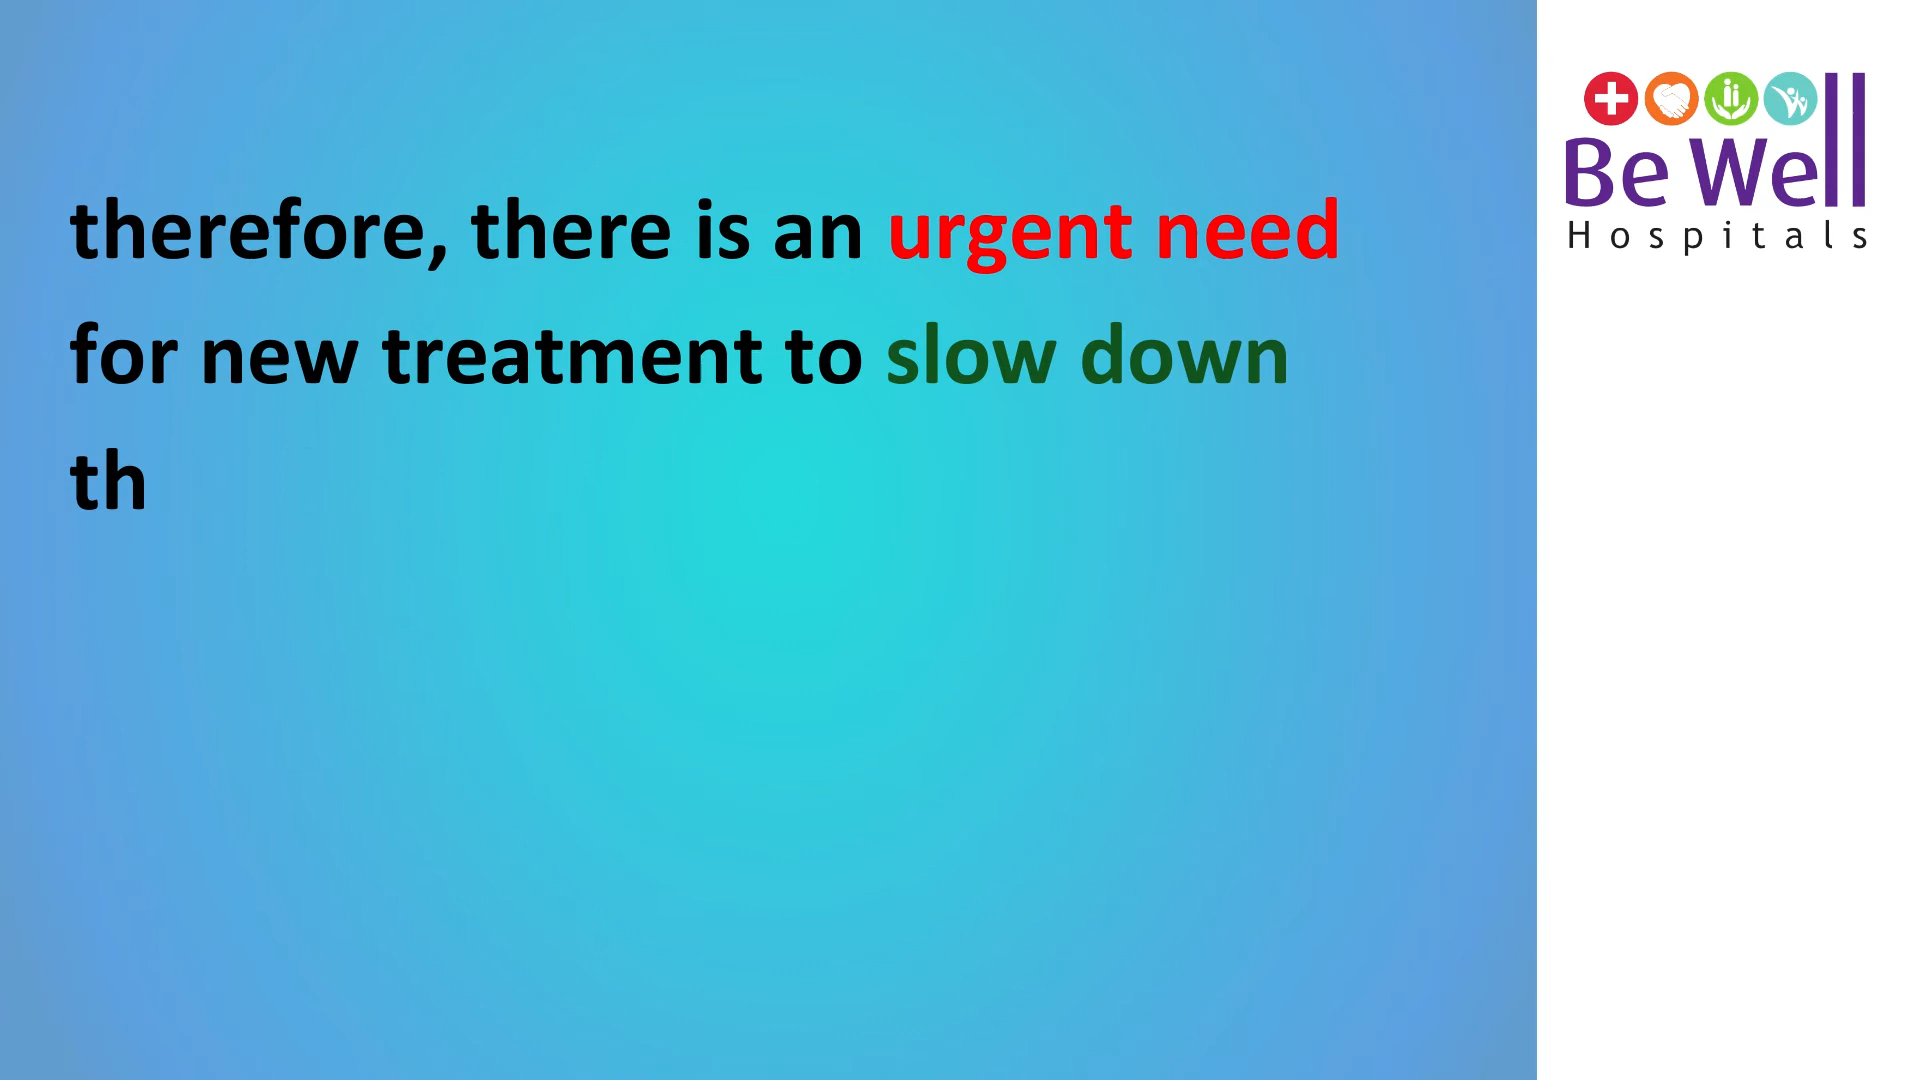 therefore, there is an urgent need
for new treatment to slow down
th
Be Well
Hospitals